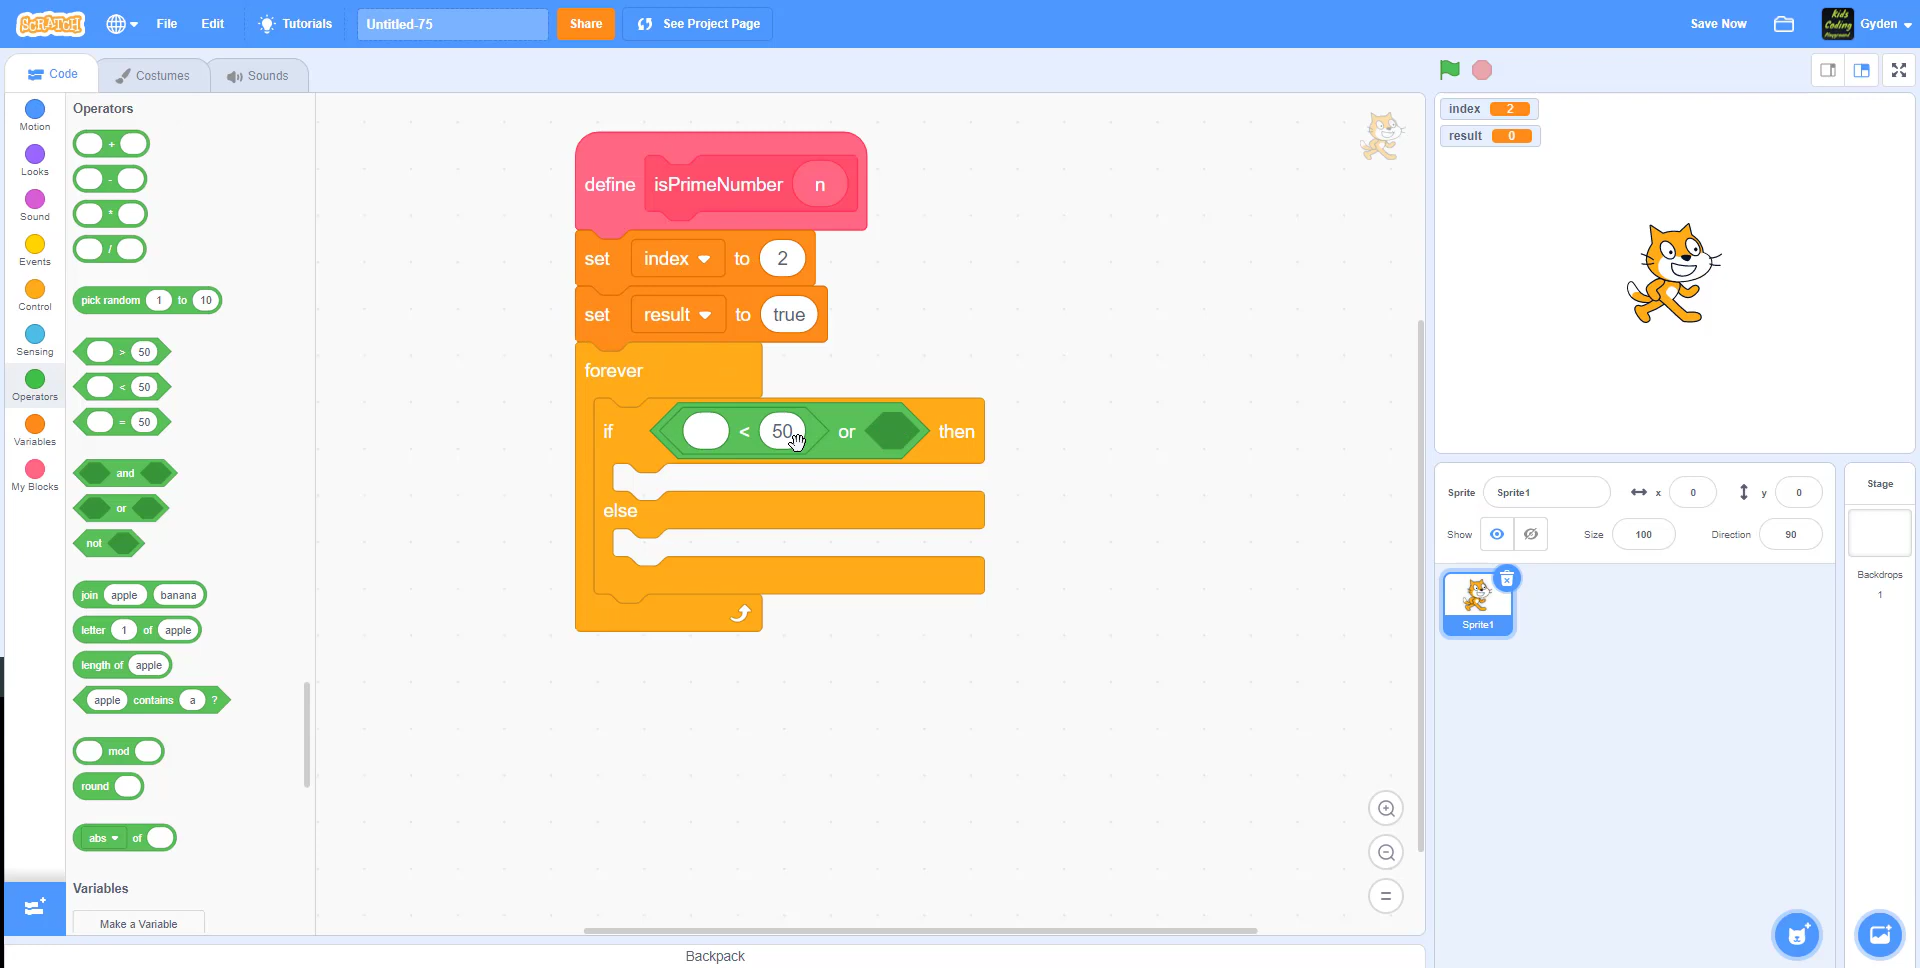 SCRATCH
File
Edit
Tutorials
Untitled-75
Share
See Project Page
Save Now
Kids Coding Playground
Gyden
Code
Costumes
Sounds
Motion
Looks
Sound
Events
Control
Sensing
Operators
Variables
My Blocks
Operators
+
-
*
/
pick random 1 to 10
> 50
< 50
= 50
and
or
not
join apple banana
letter 1 of apple
length of apple
apple contains a ?
mod
round
abs of
Variables
Make a Variable
define isPrimeNumber n
set index to 2
set result to true
forever
if < 50 or then
else
Backpack
index 2
result 0
Sprite Sprite1 x 0 y 0
Show Size 100 Direction 90
Sprite1
Stage
Backdrops
1